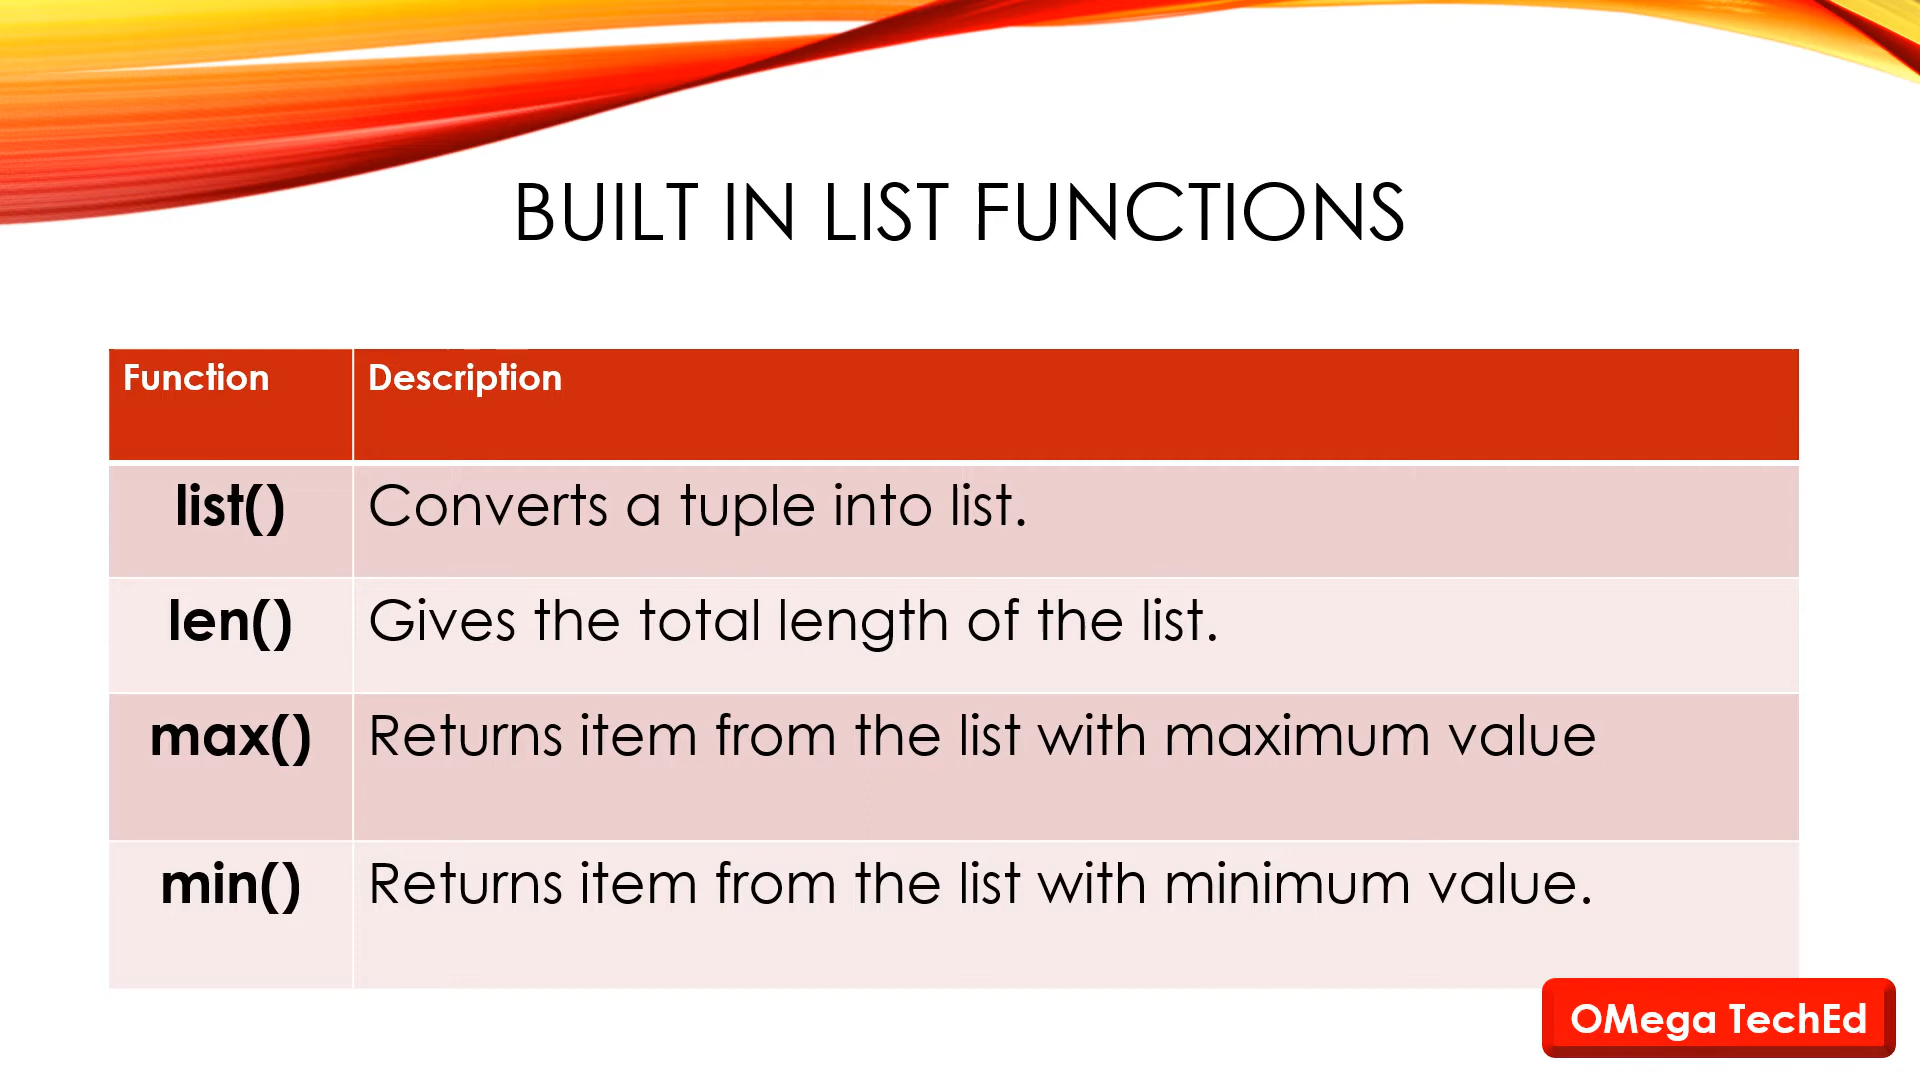 BUILT IN LIST FUNCTIONS
Function Description
list() Converts a tuple into list.
len() Gives the total length of the list.
max() Returns item from the list with maximum value
min() Returns item from the list with minimum value.
OMega TechEd